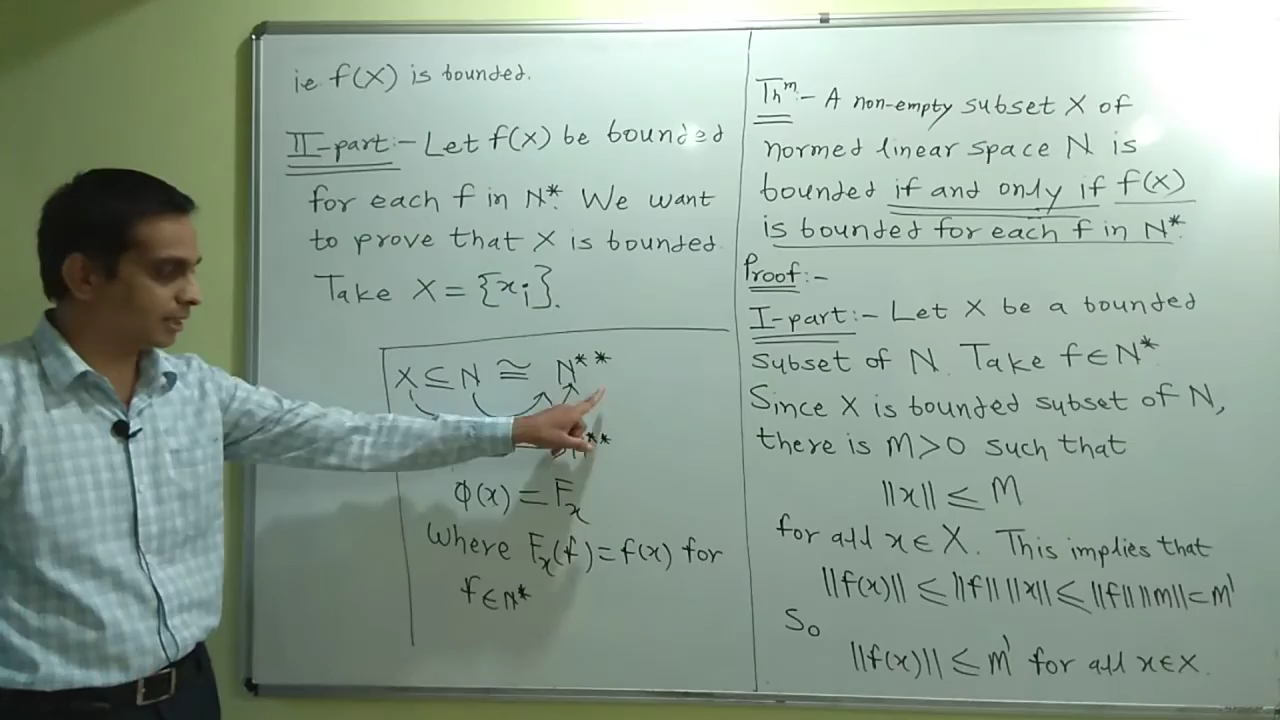 ie f(X) is bounded.
II-part:- Let f(X) be bounded
for each f in N*. We want
to prove that X is bounded.
Take X = {xᵢ}.
X ⊆ N ≅ N**
**
φ(x) = Fₓ
where Fₓ(f) = f(x) for
f ∈ N*
Thᵐ:- A non-empty subset X of
normed linear space N is
bounded if and only if f(X)
is bounded for each f in N*.
Proof:-
I-part:- Let X be a bounded
subset of N. Take f ∈ N*
Since X is bounded subset of N,
there is M > 0 such that
||x|| ≤ M
for all x ∈ X. This implies that
||f(x)|| ≤ ||f|| ||x|| ≤ ||f|| ||m|| = m'
So
||f(x)|| ≤ m' for all x ∈ X.